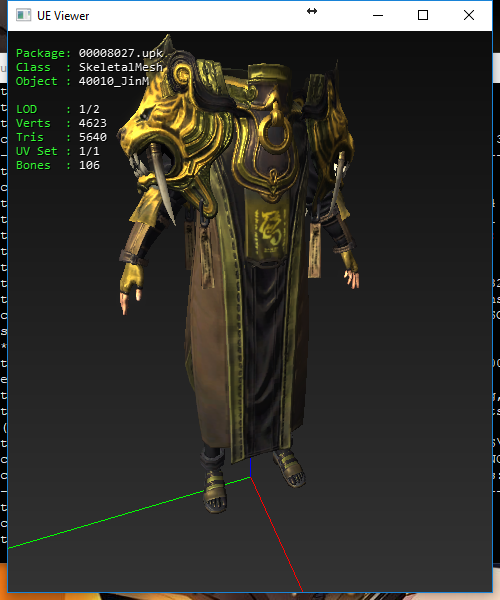 UE Viewer
Package: 00008027.upk
Class : SkeletalMesh
Object : 40010_JinM
LOD : 1/2
Verts : 4623
Tris : 5640
UV Set : 1/1
Bones : 106